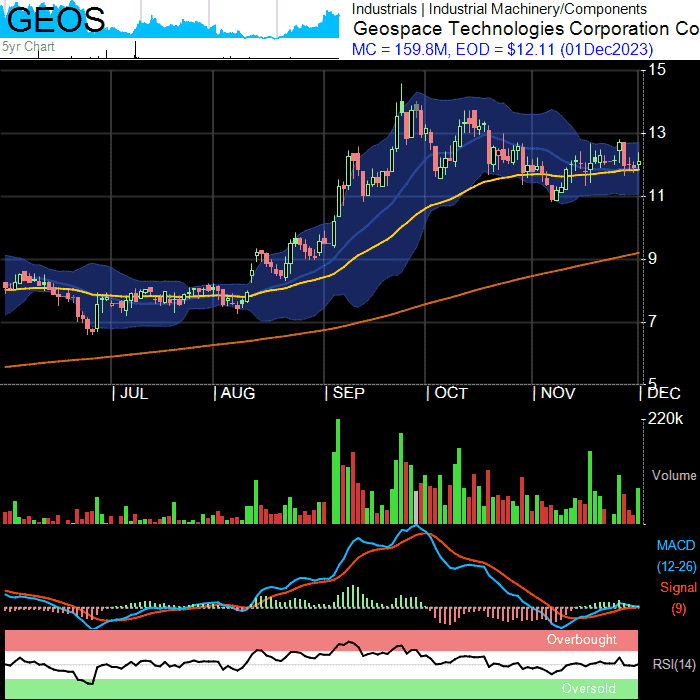 GEOS
5yr Chart
Industrials | Industrial Machinery/Components
Geospace Technologies Corporation Co
MC = 159.8M, EOD = $12.11 (01Dec2023)
15
13
11
9
7
5
JUL AUG SEP OCT NOV DEC
220k
Volume
MACD
(12-26)
Signal
(9)
Overbought
RSI(14)
Oversold